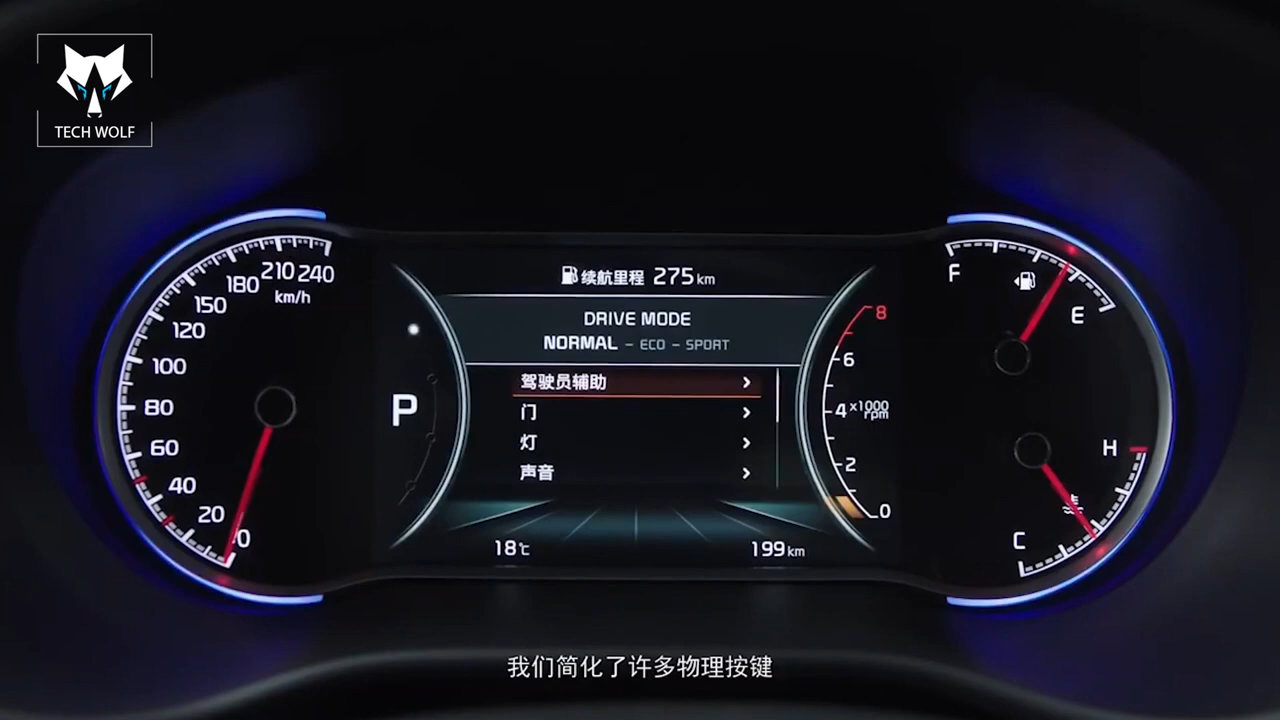 TECH WOLF
240
210
180
150
120
100
80
60
40
20
0
km/h
P
续航里程 275 km
DRIVE MODE
NORMAL - ECO - SPORT
驾驶员辅助
门
灯
声音
18℃
199 km
8
6
4
2
0
x1000
rpm
F
E
H
C
我们简化了许多物理按键